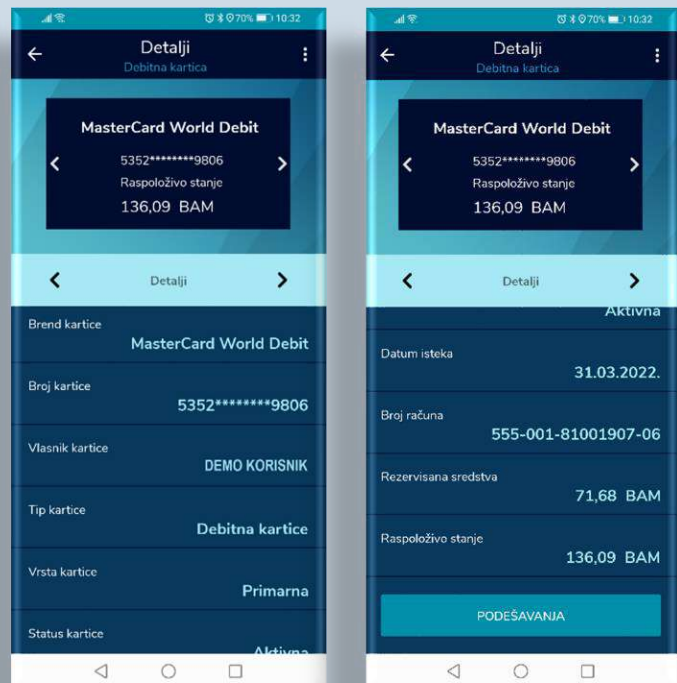 70% 10:32
Detalji
Debitna kartica
MasterCard World Debit
5352********9806
Raspoloživo stanje
136,09 BAM
Detalji
Brend kartice
MasterCard World Debit
Broj kartice
5352********9806
Vlasnik kartice
DEMO KORISNIK
Tip kartice
Debitna kartice
Vrsta kartice
Primarna
Status kartice
Aktivna
70% 10:32
Detalji
Debitna kartica
MasterCard World Debit
5352********9806
Raspoloživo stanje
136,09 BAM
Detalji
Aktivna
Datum isteka
31.03.2022.
Broj računa
555-001-81001907-06
Rezervisana sredstva
71,68 BAM
Raspoloživo stanje
136,09 BAM
PODEŠAVANJA